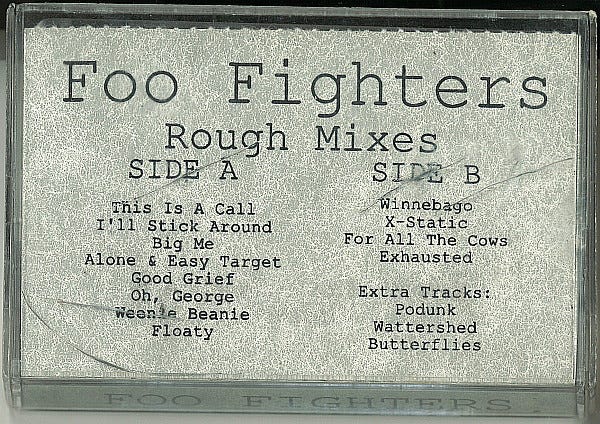 Foo Fighters
Rough Mixes
SIDE A
This Is A Call
I'll Stick Around
Big Me
Alone & Easy Target
Good Grief
Oh, George
Weenie Beanie
Floaty
SIDE B
Winnebago
X-Static
For All The Cows
Exhausted
Extra Tracks:
Podunk
Wattershed
Butterflies
FOO FIGHTERS